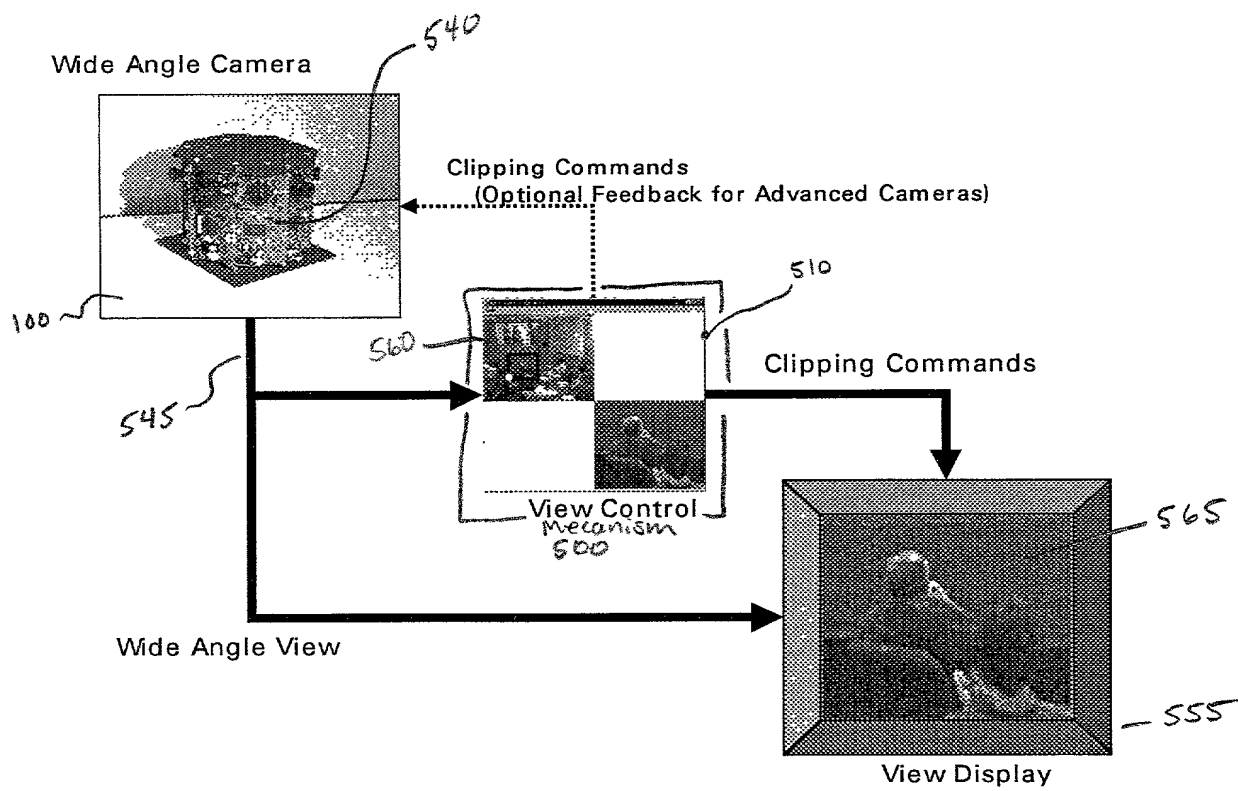 540
Wide Angle Camera
Clipping Commands
(Optional Feedback for Advanced Cameras)
510
100
560
Clipping Commands
545
View Control
Mecanism
500
565
Wide Angle View
555
View Display